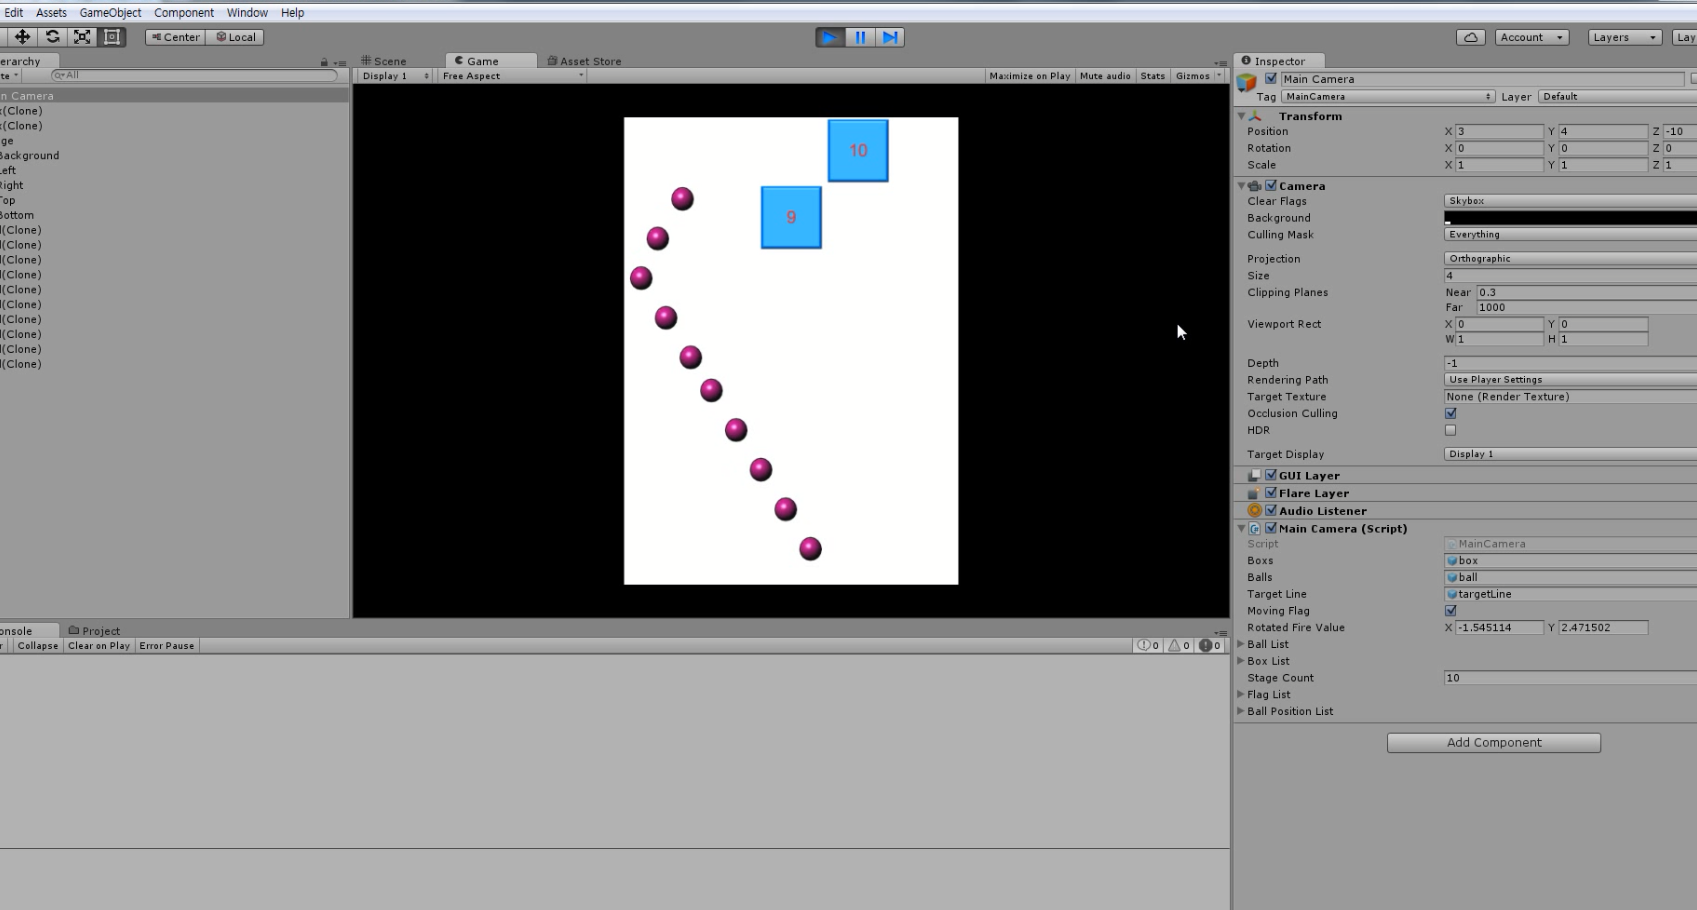 Edit Assets GameObject Component Window Help
Center Local Account Layers Lay
erarchy Scene Game Asset Store Inspector
te All Display 1 Free Aspect Maximize on Play Mute audio Stats Gizmos Main Camera
n Camera Tag MainCamera Layer Default
(Clone) Transform
(Clone) Position X 3 Y 4 Z -10
ge Rotation X 0 Y 0 Z 0
Background Scale X 1 Y 1 Z 1
Left Camera
Right Clear Flags Skybox
Top Background
Bottom Culling Mask Everything
(Clone) Projection Orthographic
(Clone) Size 4
(Clone) Clipping Planes Near 0.3
(Clone) Far 1000
(Clone) Viewport Rect X 0 Y 0
(Clone) W 1 H 1
(Clone) Depth -1
(Clone) Rendering Path Use Player Settings
(Clone) Target Texture None (Render Texture)
(Clone) Occlusion Culling
HDR
Target Display Display 1
10
9
GUI Layer
Flare Layer
Audio Listener
Main Camera (Script)
Script MainCamera
Boxs box
Balls ball
Target Line targetLine
Moving Flag
Rotated Fire Value X -1.545114 Y 2.471502
Ball List
Box List
Stage Count 10
Flag List
Ball Position List
Add Component
onsole Project
r Collapse Clear on Play Error Pause 0 0 0